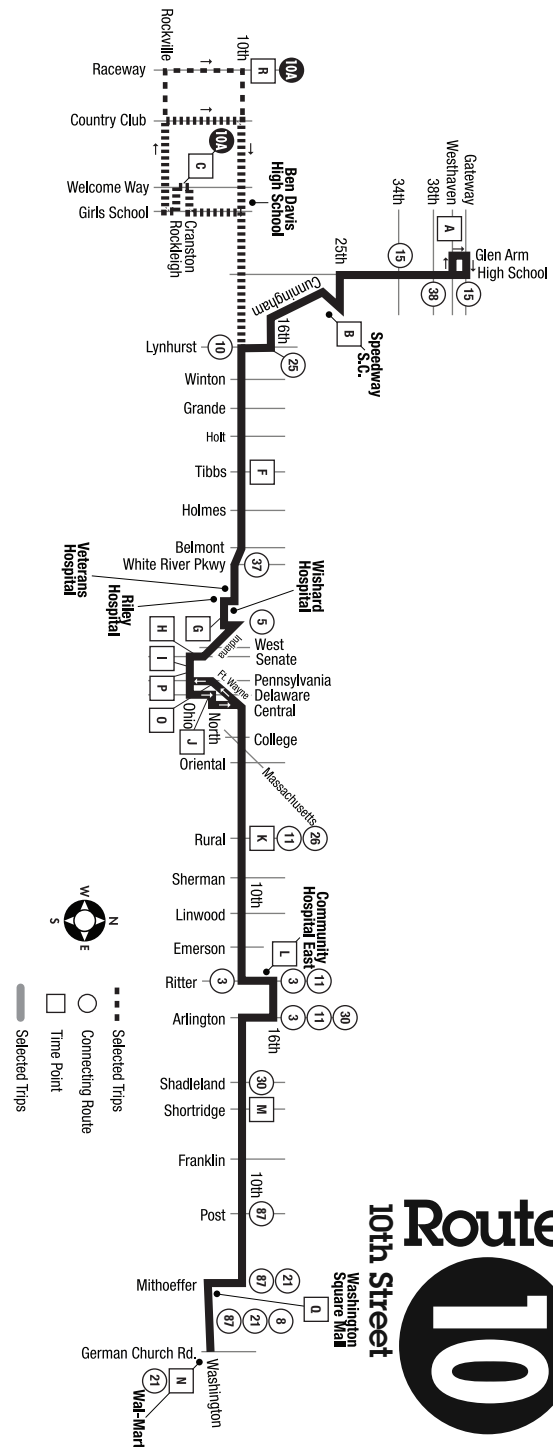 Route
10
10th Street
Rockville
10th
Raceway
R
10A
Country Club
10A
C
Welcome Way
Girls School
Cranston
Rockleigh
Ben Davis
High School
Gateway
Westhaven
38th
34th
A
Glen Arm
High School
15
38
15
25th
Cunningham
16th
B
Speedway
S.C.
Lynhurst
10
25
Winton
Grande
Holt
Tibbs
F
Holmes
Belmont
White River Pkwy
37
Veterans
Hospital
Riley
Hospital
Wishard
Hospital
G
5
H
I
P
O
J
Indiana
West
Senate
Ft. Wayne
Pennsylvania
Delaware
Central
Ohio
North
College
Oriental
Massachusetts
Rural
K
11
26
Sherman
10th
Linwood
Emerson
Community
Hospital East
L
Ritter
3
3
11
Arlington
16th
3
11
30
Shadleland
30
Shortridge
M
Franklin
10th
Post
87
Mithoeffer
87
21
Washington
Square Mall
Q
87
21
8
German Church Rd.
Washington
N
21
Wal-Mart
N
E
S
W
Selected Trips
Connecting Route
Time Point
Selected Trips